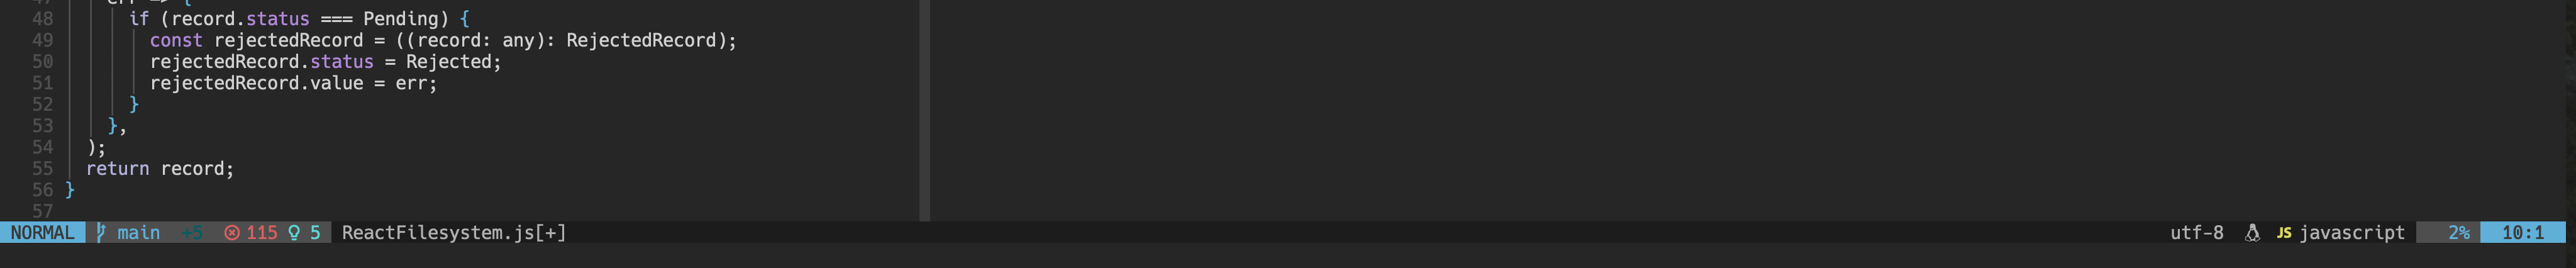 47 err => {
48 if (record.status === Pending) {
49 const rejectedRecord = ((record: any): RejectedRecord);
50 rejectedRecord.status = Rejected;
51 rejectedRecord.value = err;
52 }
53 },
54 );
55 return record;
56 }
57
NORMAL main +5 115 5 ReactFilesystem.js[+] utf-8 JS javascript 2% 10:1